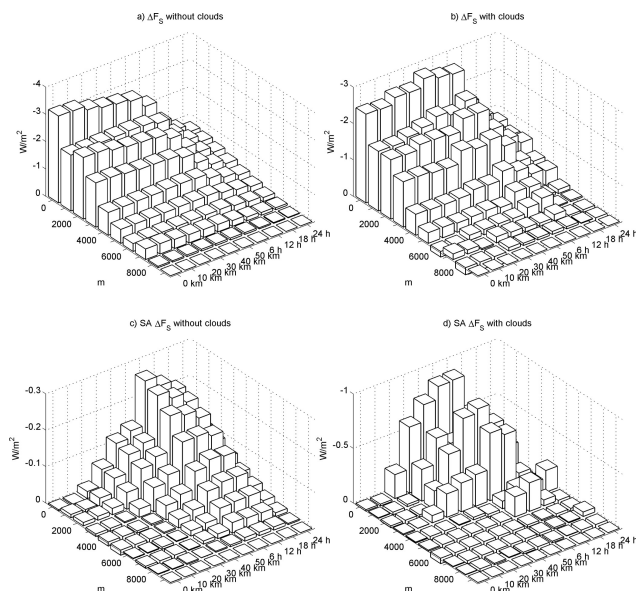 a) ΔF_S without clouds
-4
-3
-2
-1
0
W/m²
0
2000
4000
6000
8000
m
0 km
10 km
20 km
30 km
40 km
50 km
6 h
12 h
18 h
24 h
b) ΔF_S with clouds
-3
-2
-1
0
W/m²
0
2000
4000
6000
8000
m
0 km
10 km
20 km
30 km
40 km
50 km
6 h
12 h
18 h
24 h
c) SA ΔF_S without clouds
-0.3
-0.2
-0.1
0
W/m²
0
2000
4000
6000
8000
m
0 km
10 km
20 km
30 km
40 km
50 km
6 h
12 h
18 h
24 h
d) SA ΔF_S with clouds
-1
-0.5
0
W/m²
0
2000
4000
6000
8000
m
0 km
10 km
20 km
30 km
40 km
50 km
6 h
12 h
18 h
24 h